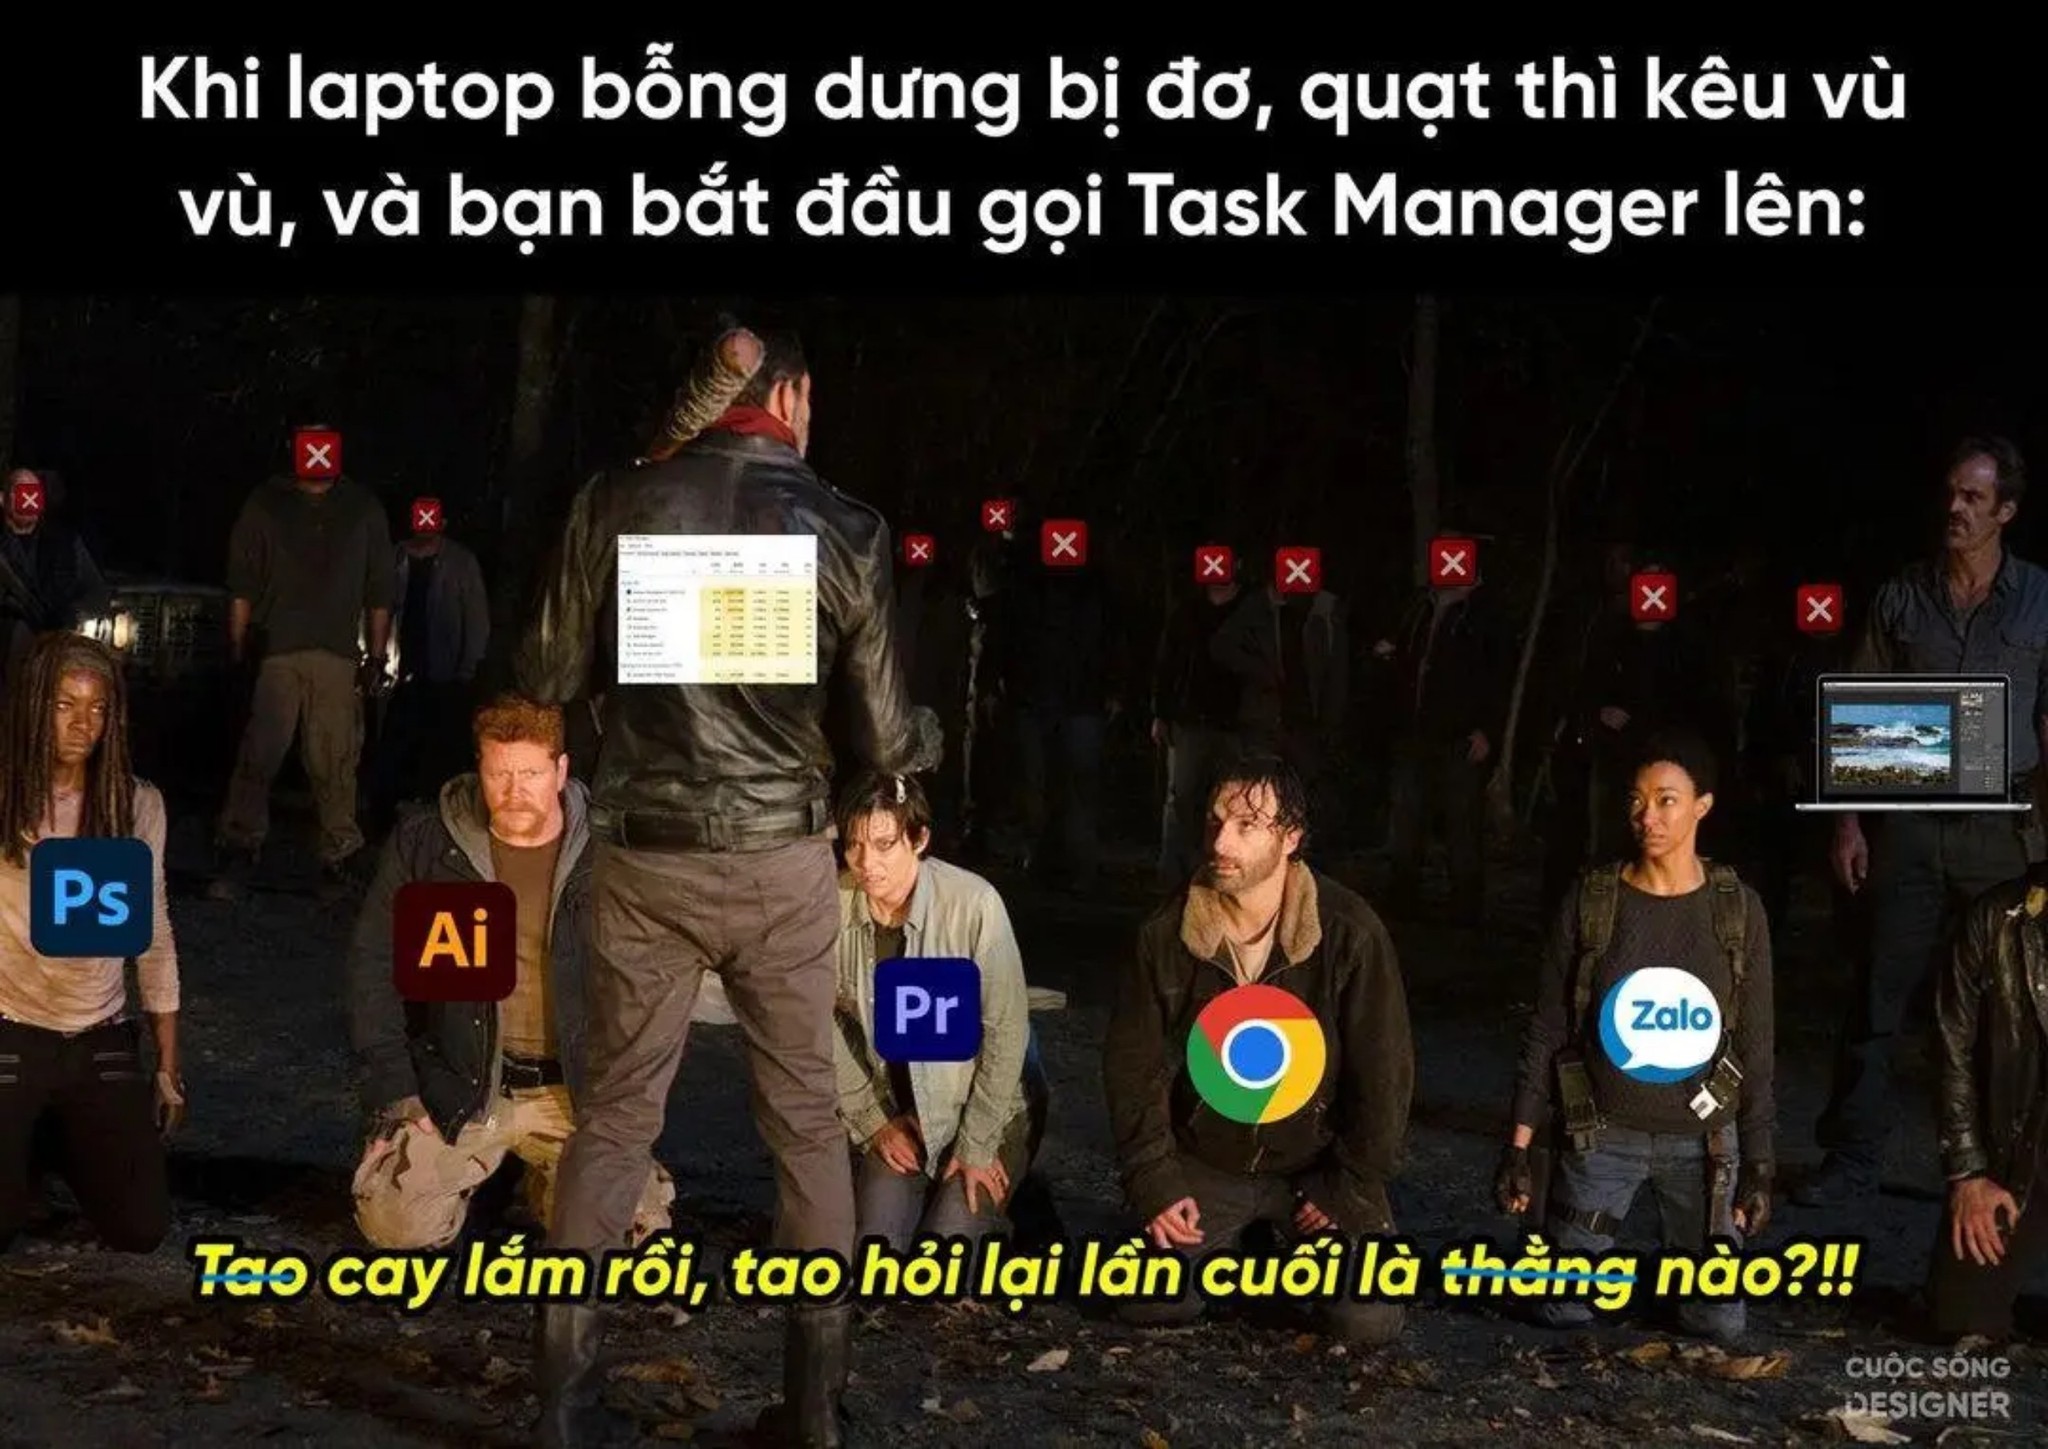 Khi laptop bỗng dưng bị đơ, quạt thì kêu vù
vù, và bạn bắt đầu gọi Task Manager lên:
Ps
Ai
Pr
Zalo
Tao cay lắm rồi, tao hỏi lại lần cuối là thằng nào?!!
CUỘC SỐNG
DESIGNER